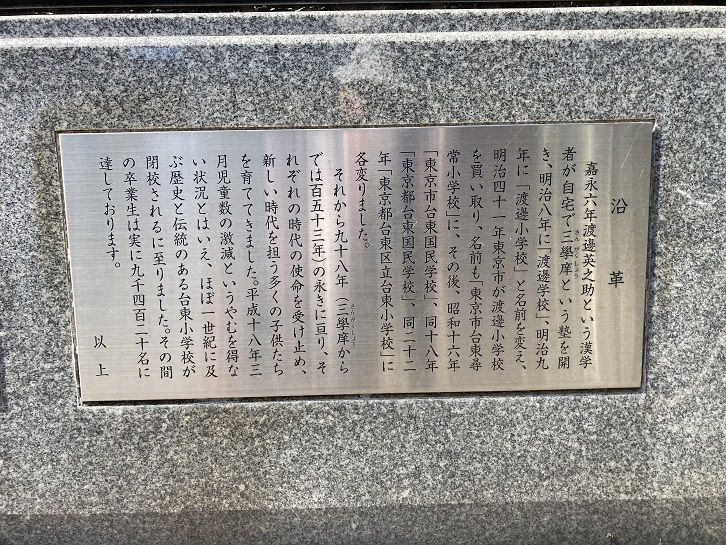 沿革
嘉永六年渡邊英之助という漢学
者が自宅で三學庠という塾を開
き、明治八年に「渡邊学校」、明治九
年に「渡邊小学校」と名前を変え、
明治四十一年東京市が渡邊小学校
を買い取り、名前も「東京市台東尋
常小学校」に、その後、昭和十六年
「東京市台東国民学校」、同十八年
「東京都台東国民学校」、同二十二
年「東京都台東区立台東小学校」に
各変りました。
それから九十八年（三學庠から
では百五十三年）の永きに亘り、そ
れぞれの時代の使命を受け止め、
新しい時代を担う多くの子供たち
を育ててきました。平成十八年三
月児童数の激減というやむを得な
い状況とはいえ、ほぼ一世紀に及
ぶ歴史と伝統のある台東小学校が
閉校されるに至りました。その間
の卒業生は実に九千四百二十名に
達しております。
以上